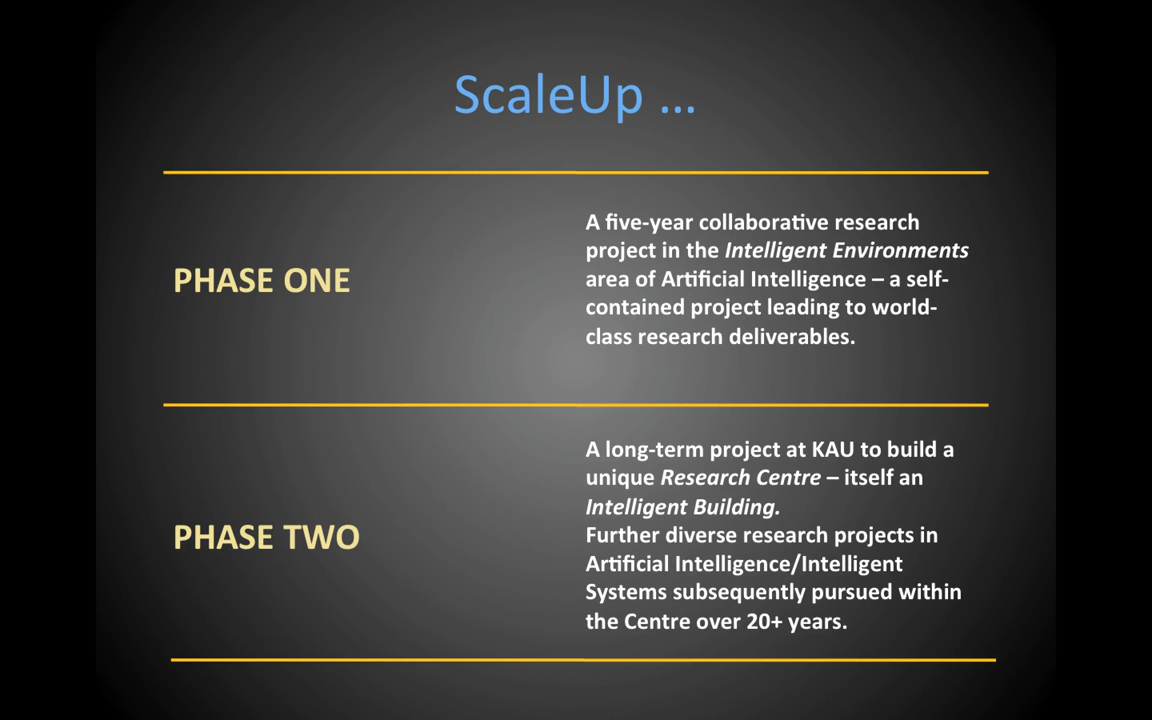 ScaleUp ...
PHASE ONE
A five-year collaborative research
project in the Intelligent Environments
area of Artificial Intelligence – a self-
contained project leading to world-
class research deliverables.
PHASE TWO
A long-term project at KAU to build a
unique Research Centre – itself an
Intelligent Building.
Further diverse research projects in
Artificial Intelligence/Intelligent
Systems subsequently pursued within
the Centre over 20+ years.